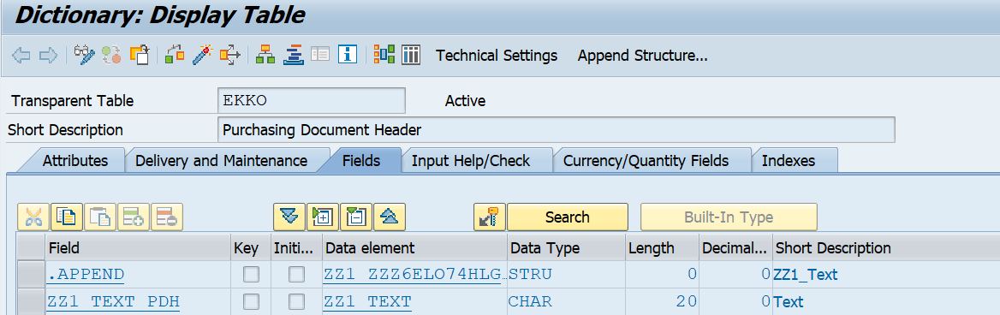 Dictionary: Display Table
Technical Settings Append Structure...
Transparent Table EKKO Active
Short Description Purchasing Document Header
Attributes Delivery and Maintenance Fields Input Help/Check Currency/Quantity Fields Indexes
Search Built-In Type
Field Key Initi... Data element Data Type Length Decimal... Short Description
.APPEND ZZ1_ZZZ6ELO74HLG... STRU 0 0 ZZ1_Text
ZZ1_TEXT_PDH ZZ1_TEXT CHAR 20 0 Text